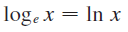 logₑ x = ln x